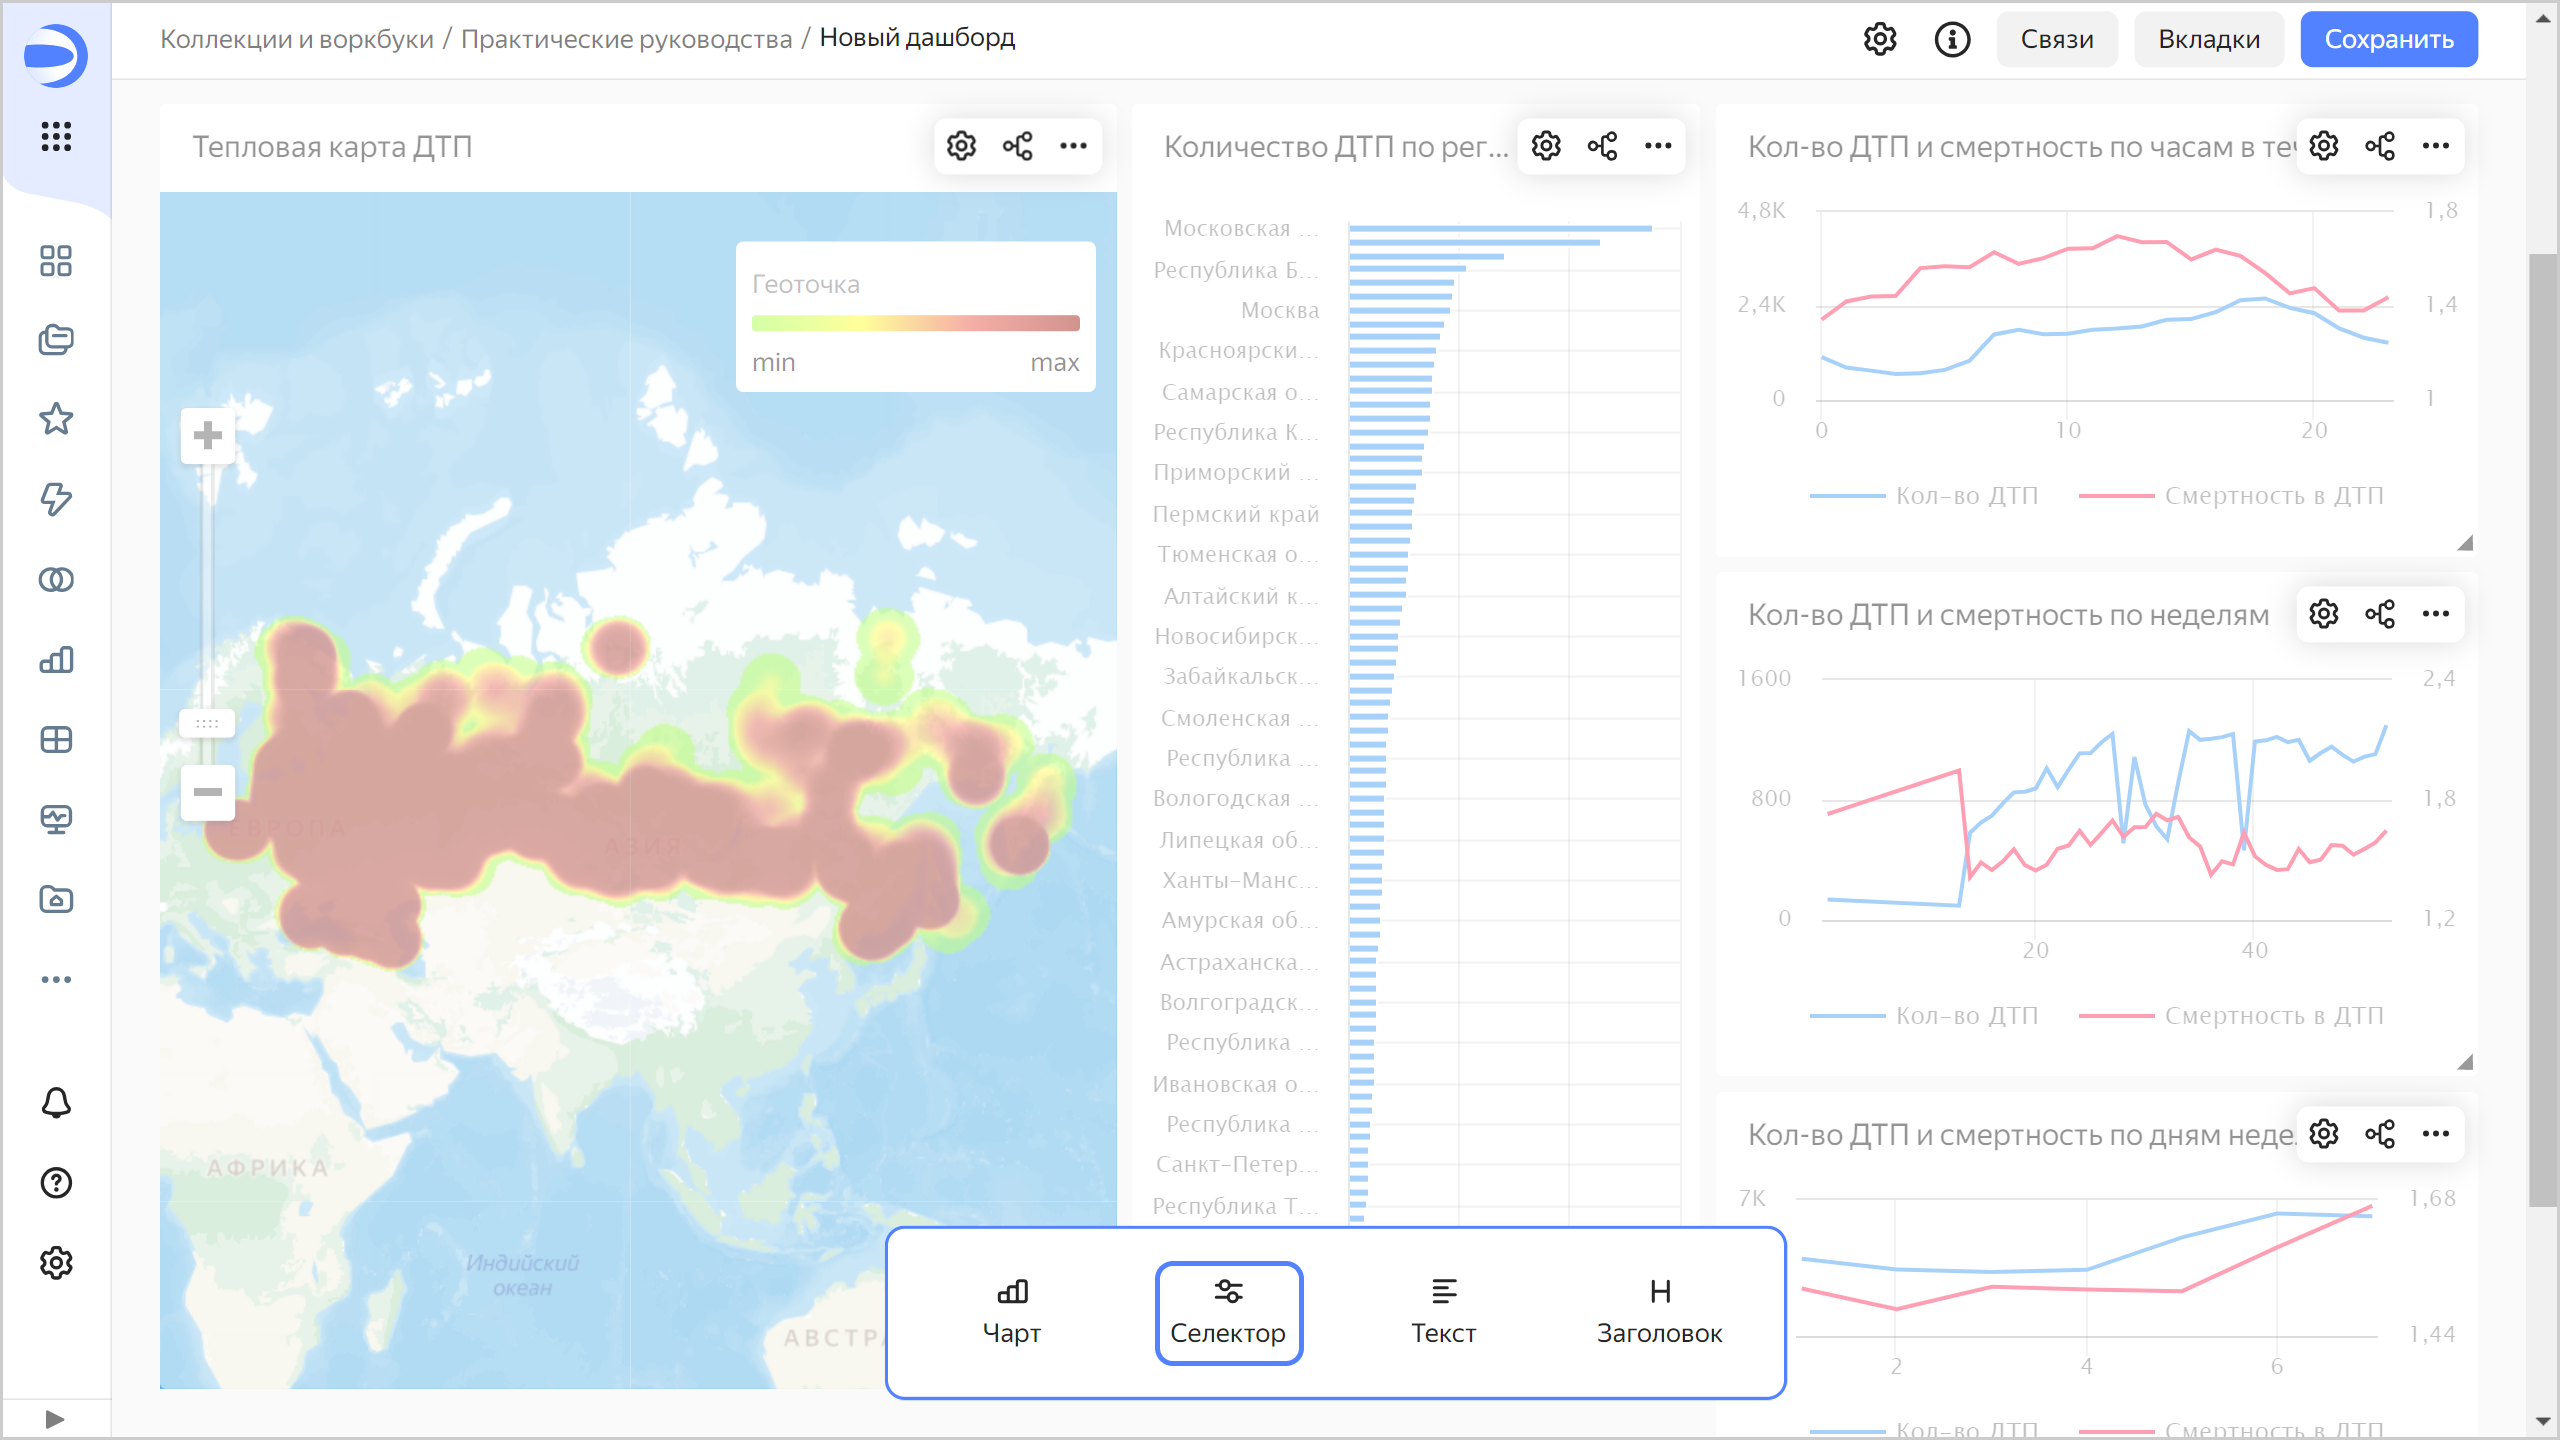 Коллекции и воркбуки / Практические руководства / Новый дашборд
Связи
Вкладки
Сохранить
Тепловая карта ДТП
Геоточка
min max
ЕВРОПА
АЗИЯ
АФРИКА
Индийский
океан
АВСТР
Количество ДТП по рег...
Московская ...
Республика Б...
Москва
Красноярски...
Самарская о...
Республика К...
Приморский ...
Пермский край
Тюменская о...
Алтайский к...
Новосибирск...
Забайкальск...
Смоленская ...
Республика ...
Вологодская ...
Липецкая об...
Ханты-Манс...
Амурская об...
Астраханска...
Волгоградск...
Республика ...
Ивановская о...
Республика ...
Санкт-Петер...
Республика Т...
Кол-во ДТП и смертность по часам в теч
4,8K 1,8
2,4K 1,4
0 1
0 10 20
Кол-во ДТП Смертность в ДТП
Кол-во ДТП и смертность по неделям
1600 2,4
800 1,8
0 1,2
20 40
Кол-во ДТП Смертность в ДТП
Кол-во ДТП и смертность по дням неде.
7K 1,68
1,44
2 4 6
Кол-во ДТП Смертность в ДТП
Чарт
Селектор
Текст
Заголовок